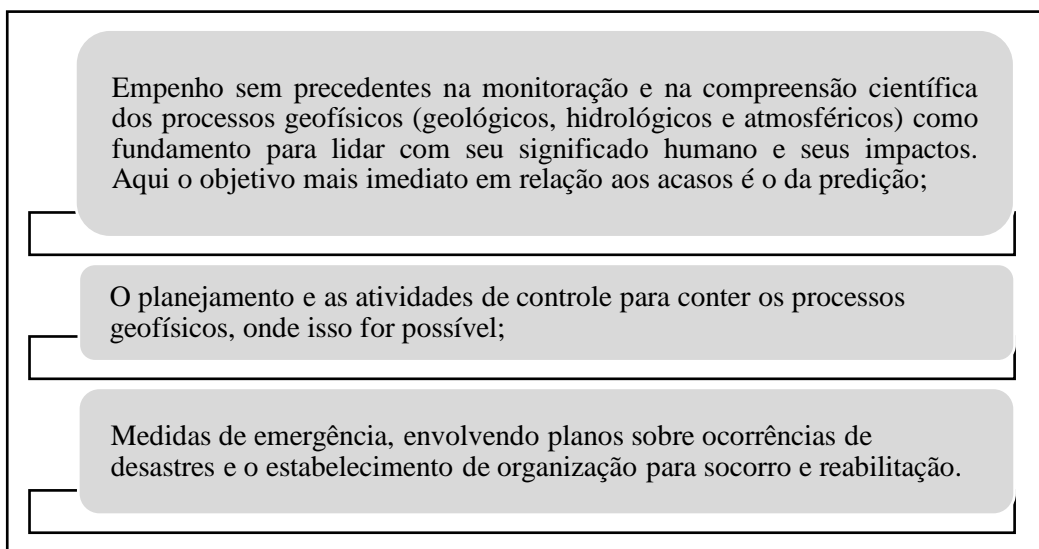 Empenho sem precedentes na monitoração e na compreensão científica
dos processos geofísicos (geológicos, hidrológicos e atmosféricos) como
fundamento para lidar com seu significado humano e seus impactos.
Aqui o objetivo mais imediato em relação aos acasos é o da predição;
O planejamento e as atividades de controle para conter os processos
geofísicos, onde isso for possível;
Medidas de emergência, envolvendo planos sobre ocorrências de
desastres e o estabelecimento de organização para socorro e reabilitação.